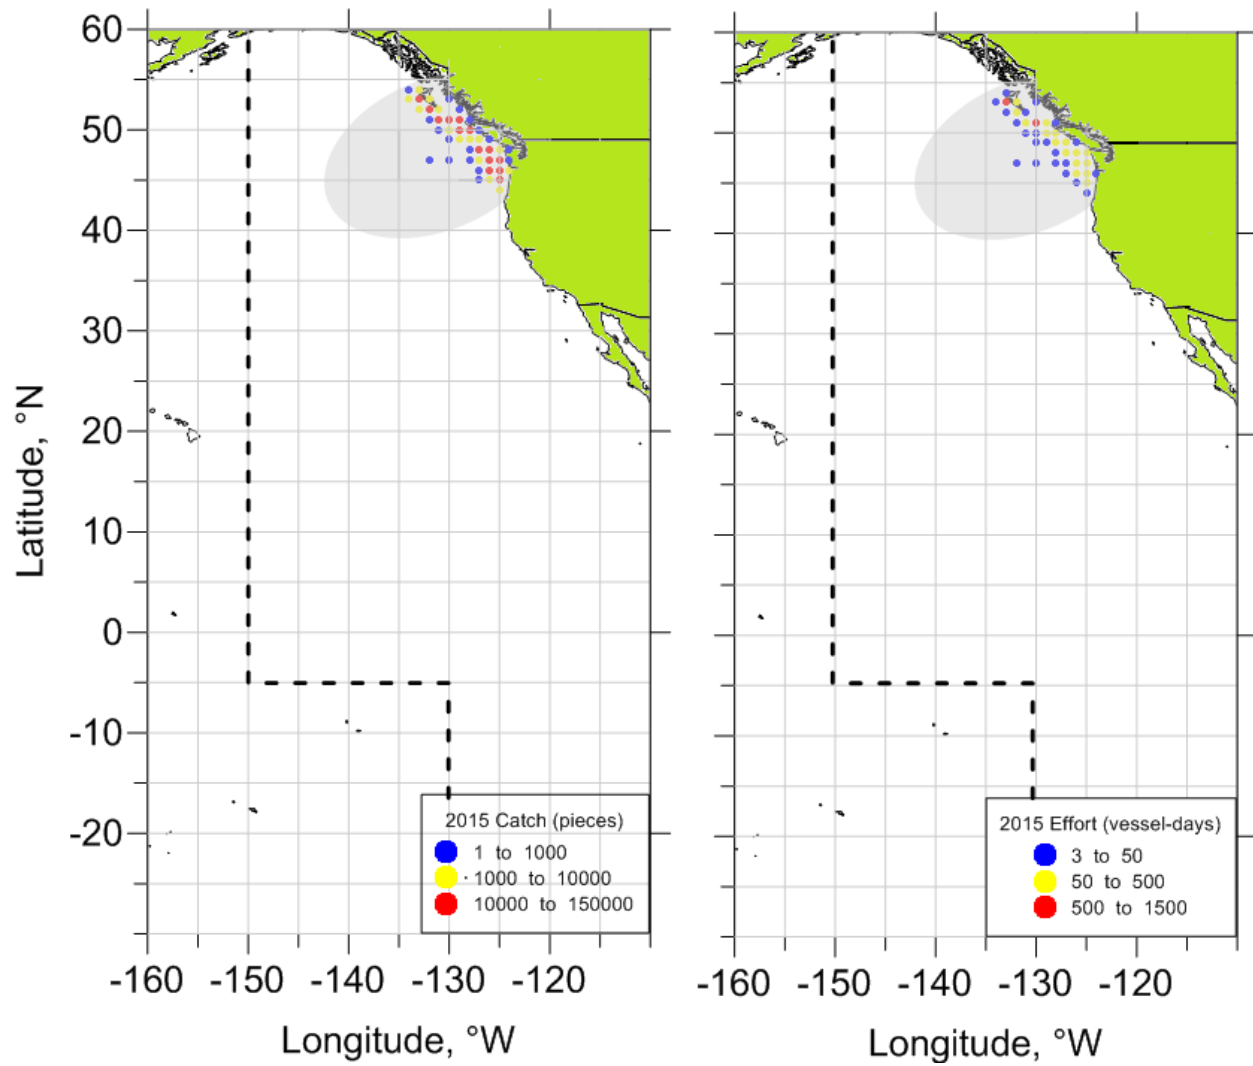 60
50
40
30
20
10
0
-10
-20
Latitude, °N
2015 Catch (pieces)
1 to 1000
1000 to 10000
10000 to 150000
-160 -150 -140 -130 -120
Longitude, °W
2015 Effort (vessel-days)
3 to 50
50 to 500
500 to 1500
-160 -150 -140 -130 -120
Longitude, °W